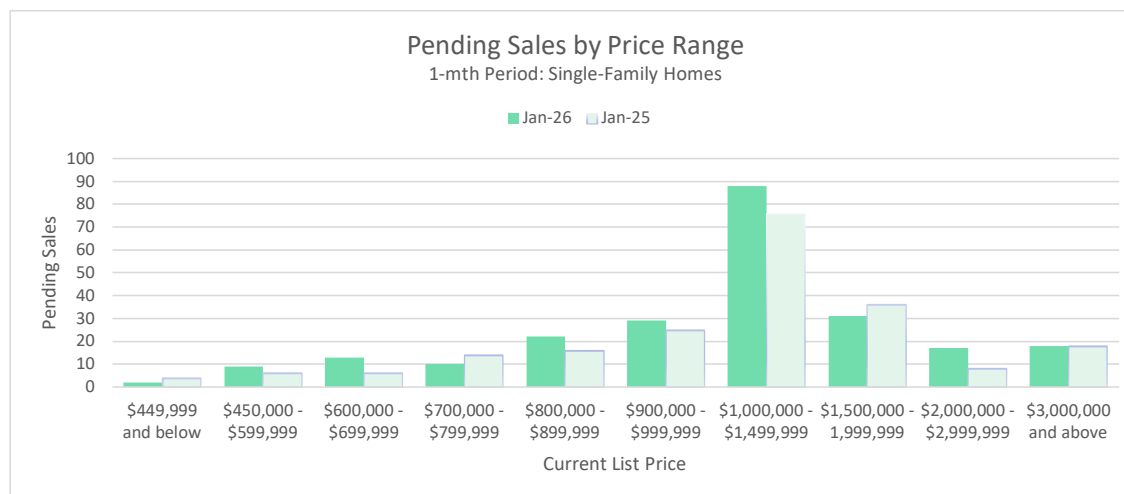 Pending Sales by Price Range
1-mth Period: Single-Family Homes
Jan-26 Jan-25
100
90
80
70
60
50
40
30
20
10
0
Pending Sales
$449,999 and below
$450,000 - $599,999
$600,000 - $699,999
$700,000 - $799,999
$800,000 - $899,999
$900,000 - $999,999
$1,000,000 - $1,499,999
$1,500,000 - 1,999,999
$2,000,000 - $2,999,999
$3,000,000 and above
Current List Price